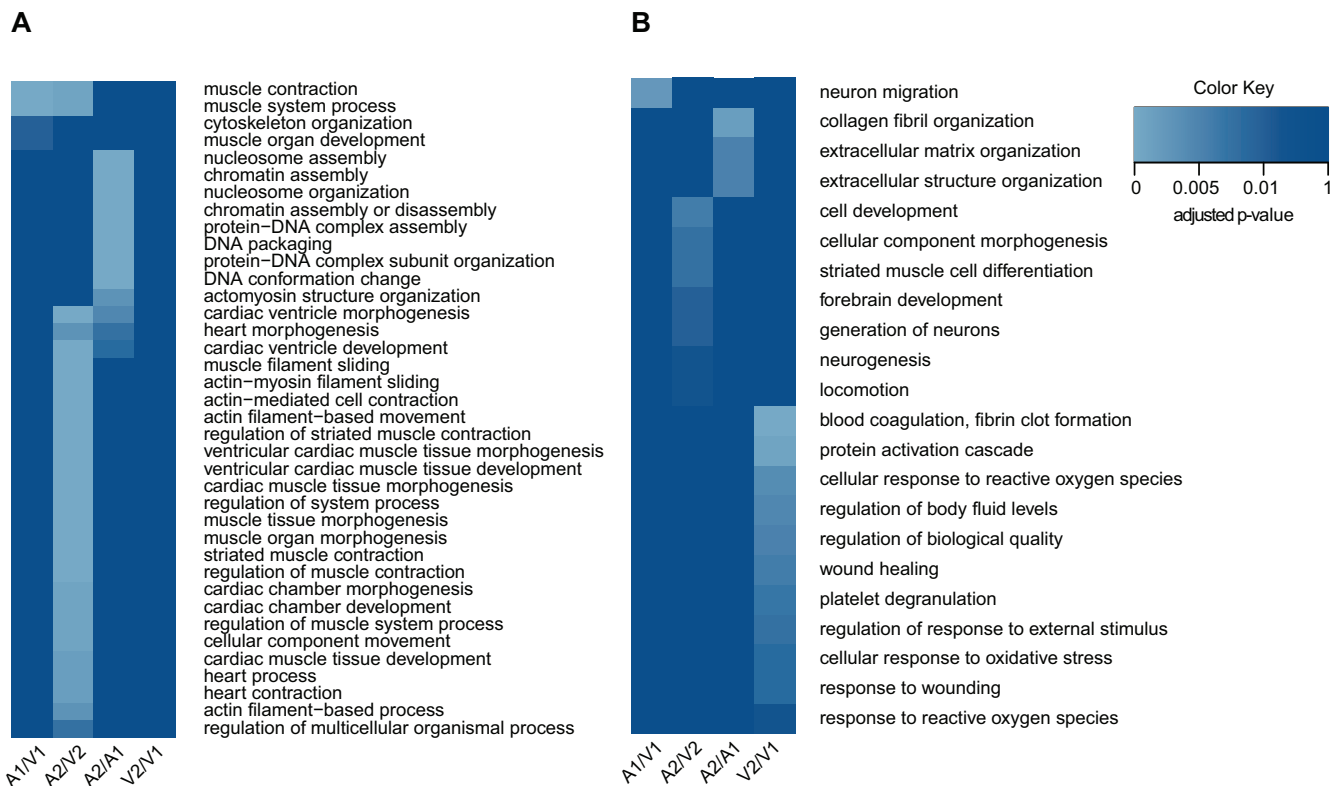 A
muscle contraction
muscle system process
cytoskeleton organization
muscle organ development
nucleosome assembly
chromatin assembly
nucleosome organization
chromatin assembly or disassembly
protein−DNA complex assembly
DNA packaging
protein−DNA complex subunit organization
DNA conformation change
actomyosin structure organization
cardiac ventricle morphogenesis
heart morphogenesis
cardiac ventricle development
muscle filament sliding
actin−myosin filament sliding
actin−mediated cell contraction
actin filament−based movement
regulation of striated muscle contraction
ventricular cardiac muscle tissue morphogenesis
ventricular cardiac muscle tissue development
cardiac muscle tissue morphogenesis
regulation of system process
muscle tissue morphogenesis
muscle organ morphogenesis
striated muscle contraction
regulation of muscle contraction
cardiac chamber morphogenesis
cardiac chamber development
regulation of muscle system process
cellular component movement
cardiac muscle tissue development
heart process
heart contraction
actin filament−based process
regulation of multicellular organismal process
A1/V1
A2/V2
A2/A1
V2/V1
B
neuron migration
collagen fibril organization
extracellular matrix organization
extracellular structure organization
cell development
cellular component morphogenesis
striated muscle cell differentiation
forebrain development
generation of neurons
neurogenesis
locomotion
blood coagulation, fibrin clot formation
protein activation cascade
cellular response to reactive oxygen species
regulation of body fluid levels
regulation of biological quality
wound healing
platelet degranulation
regulation of response to external stimulus
cellular response to oxidative stress
response to wounding
response to reactive oxygen species
A1/V1
A2/V2
A2/A1
V2/V1
Color Key
0 0.005 0.01 1
adjusted p-value